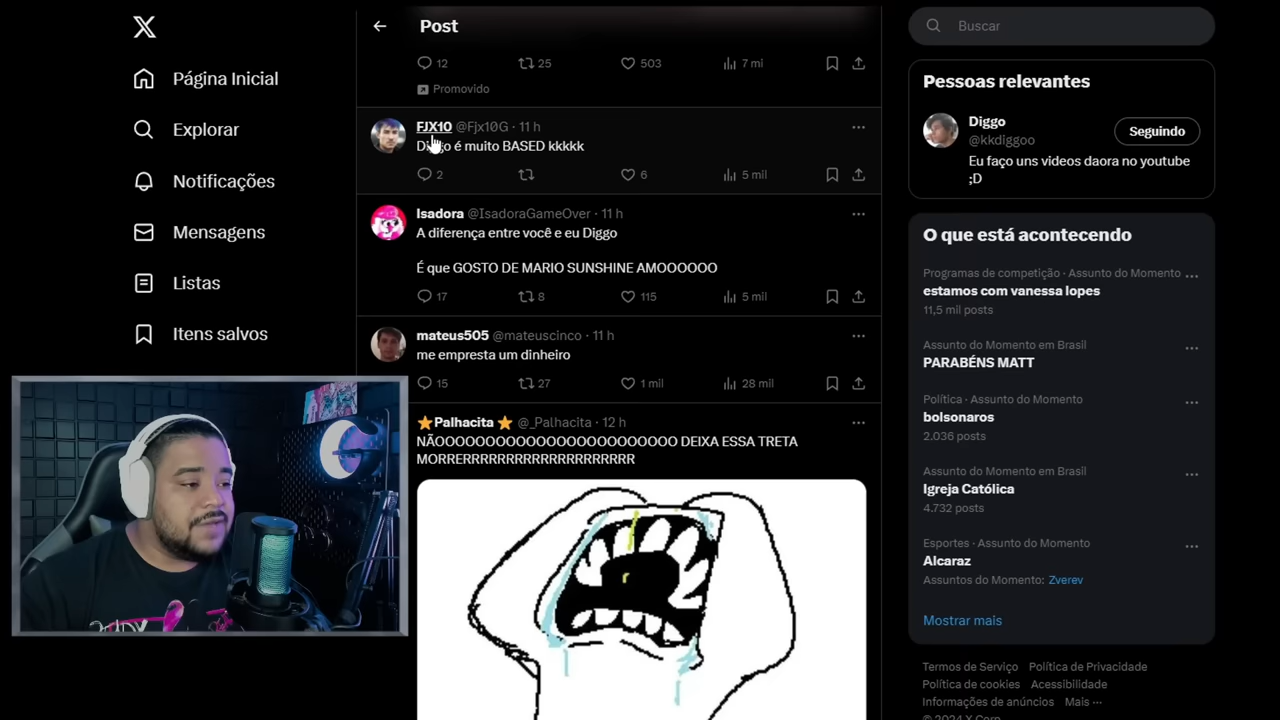 Página Inicial
Explorar
Notificações
Mensagens
Listas
Itens salvos
Post
12 25 503 7 mi
Promovido
FJX10 @Fjx10G · 11 h
Diggo é muito BASED kkkkk
2 6 5 mil
Isadora @IsadoraGameOver · 11 h
A diferença entre você e eu Diggo
É que GOSTO DE MARIO SUNSHINE AMOOOOOO
17 8 115 5 mil
mateus505 @mateuscinco · 11 h
me empresta um dinheiro
15 27 1 mil 28 mil
Palhacita @_Palhacita · 12 h
NÃOOOOOOOOOOOOOOOOOOOOOOOO DEIXA ESSA TRETA
MORRERRRRRRRRRRRRRRRRRRRR
Buscar
Pessoas relevantes
Diggo
@kkdiggoo
Seguindo
Eu faço uns videos daora no youtube
;D
O que está acontecendo
Programas de competição · Assunto do Momento
estamos com vanessa lopes
11,5 mil posts
Assunto do Momento em Brasil
PARABÉNS MATT
Política · Assunto do Momento
bolsonaros
2.036 posts
Assunto do Momento em Brasil
Igreja Católica
4.732 posts
Esportes · Assunto do Momento
Alcaraz
Assuntos do Momento: Zverev
Mostrar mais
Termos de Serviço Política de Privacidade
Política de cookies Acessibilidade
Informações de anúncios Mais ···
© 2024 X Corp.